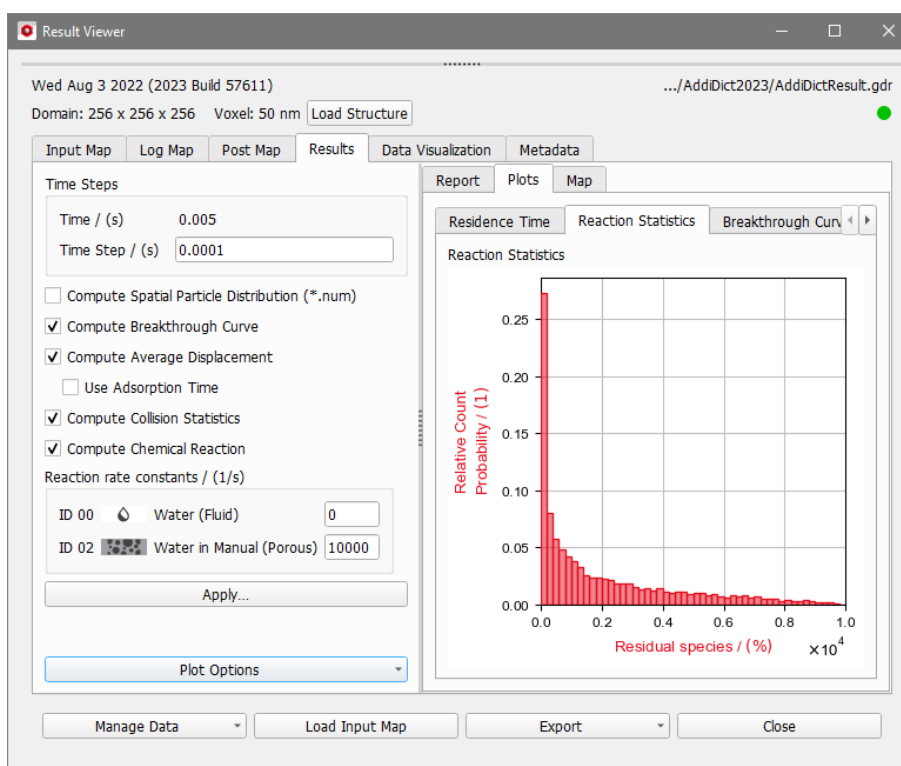 Result Viewer
Wed Aug 3 2022 (2023 Build 57611)
.../AddiDict2023/AddiDictResult.gdr
Domain: 256 x 256 x 256 Voxel: 50 nm Load Structure
Input Map Log Map Post Map Results Data Visualization Metadata
Time Steps
Time / (s) 0.005
Time Step / (s) 0.0001
Compute Spatial Particle Distribution (*.num)
Compute Breakthrough Curve
Compute Average Displacement
Use Adsorption Time
Compute Collision Statistics
Compute Chemical Reaction
Reaction rate constants / (1/s)
ID 00 Water (Fluid) 0
ID 02 Water in Manual (Porous) 10000
Apply...
Plot Options
Report Plots Map
Residence Time Reaction Statistics Breakthrough Curv
Reaction Statistics
Relative Count
Probability / (1)
0.25
0.20
0.15
0.10
0.05
0.00
0.0 0.2 0.4 0.6 0.8 1.0
Residual species / (%) ×10⁴
Manage Data Load Input Map Export Close